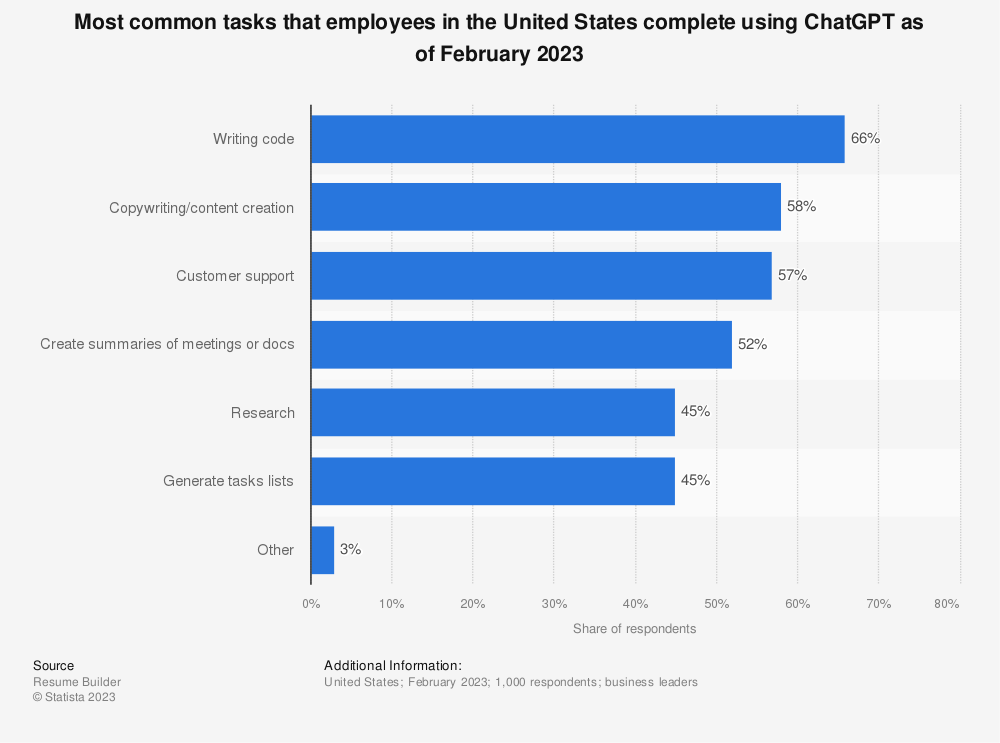 Most common tasks that employees in the United States complete using ChatGPT as
of February 2023
Writing code
66%
Copywriting/content creation
58%
Customer support
57%
Create summaries of meetings or docs
52%
Research
45%
Generate tasks lists
45%
Other
3%
0% 10% 20% 30% 40% 50% 60% 70% 80%
Share of respondents
Source
Resume Builder
© Statista 2023
Additional Information:
United States; February 2023; 1,000 respondents; business leaders